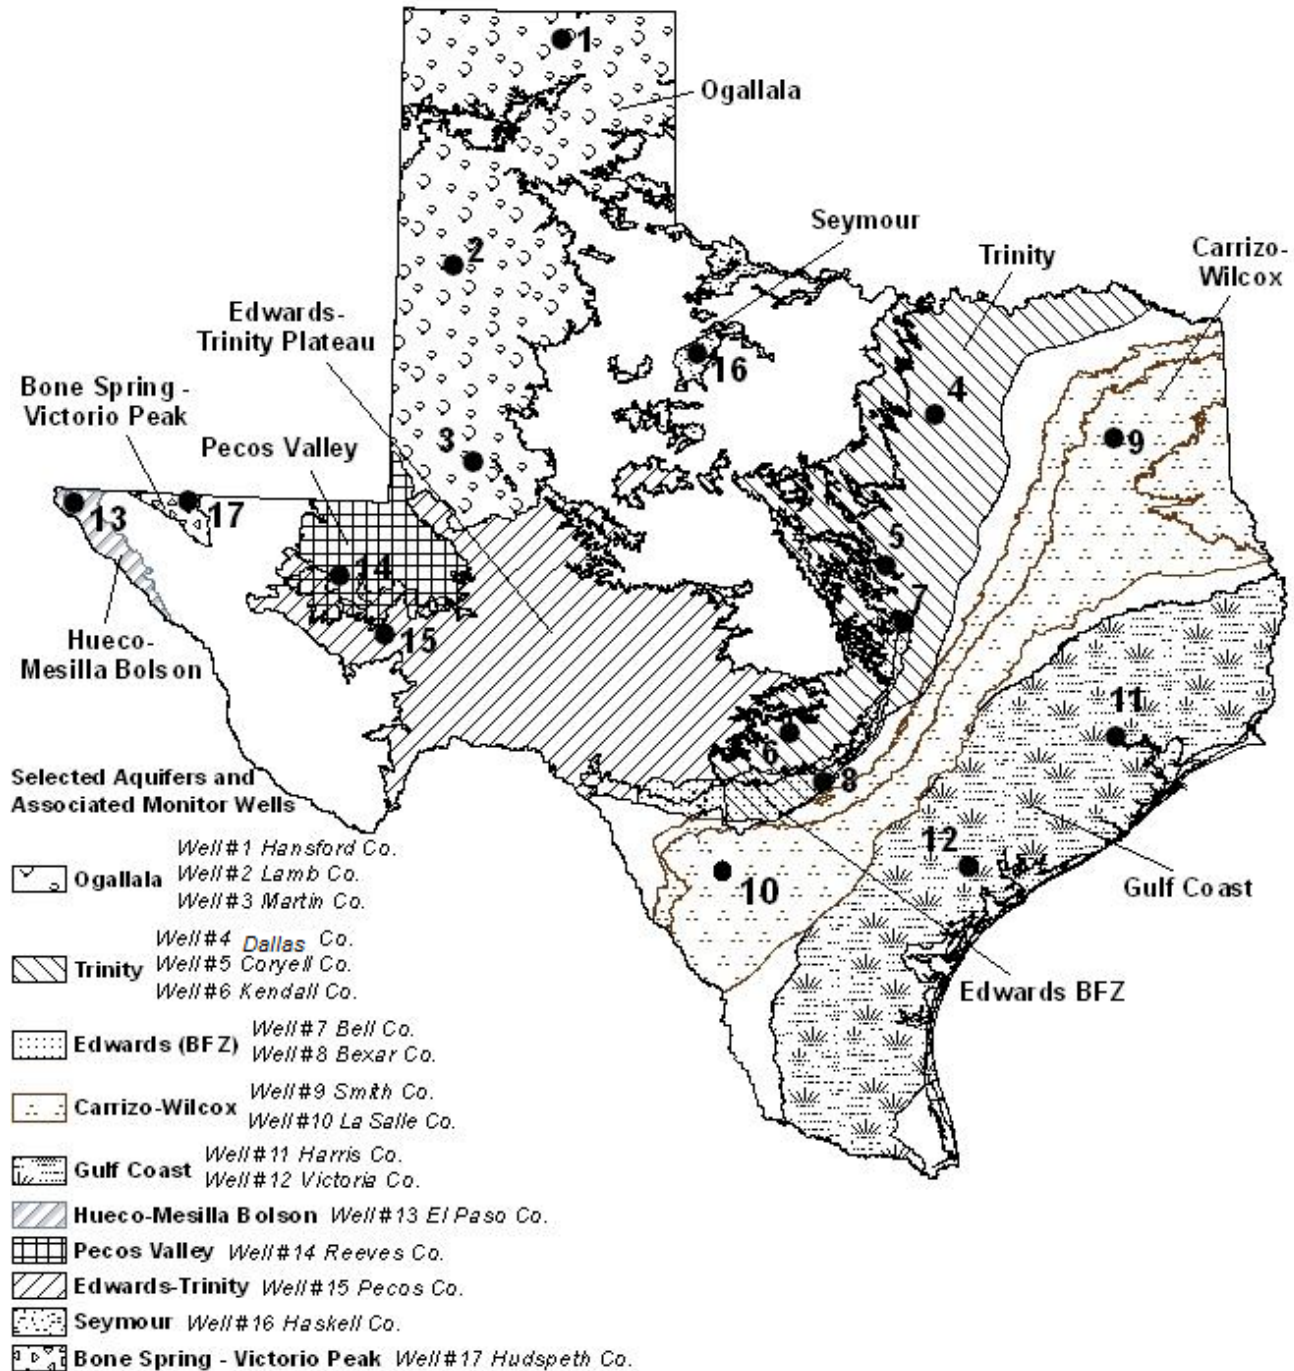 1
Ogallala
Seymour
2
Trinity
Carrizo-
Wilcox
Edwards-
Trinity Plateau
16
Bone Spring -
Victorio Peak
4
3
9
Pecos Valley
13
17
14
5
7
15
Hueco-
Mesilla Bolson
11
6
8
12
10
Gulf Coast
Edwards BFZ
Selected Aquifers and
Associated Monitor Wells
Well#1 Hansford Co.
Ogallala Well#2 Lamb Co.
Well#3 Martin Co.
Well#4 Dallas Co.
Trinity Well#5 Coryell Co.
Well#6 Kendall Co.
Well#7 Bell Co.
Edwards (BFZ) Well#8 Bexar Co.
Well#9 Smith Co.
Carrizo-Wilcox
Well#10 La Salle Co.
Well#11 Harris Co.
Gulf Coast Well#12 Victoria Co.
Hueco-Mesilla Bolson Well#13 El Paso Co.
Pecos Valley Well#14 Reeves Co.
Edwards-Trinity Well#15 Pecos Co.
Seymour Well#16 Haskell Co.
Bone Spring - Victorio Peak Well#17 Hudspeth Co.